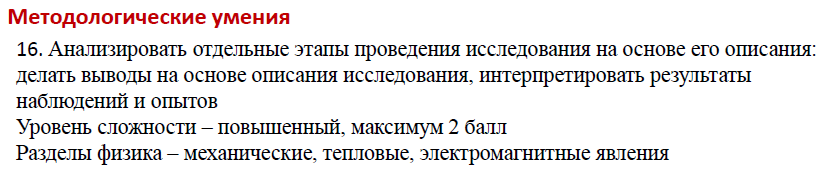 Методологические умения
16. Анализировать отдельные этапы проведения исследования на основе его описания:
делать выводы на основе описания исследования, интерпретировать результаты
наблюдений и опытов
Уровень сложности – повышенный, максимум 2 балл
Разделы физика – механические, тепловые, электромагнитные явления